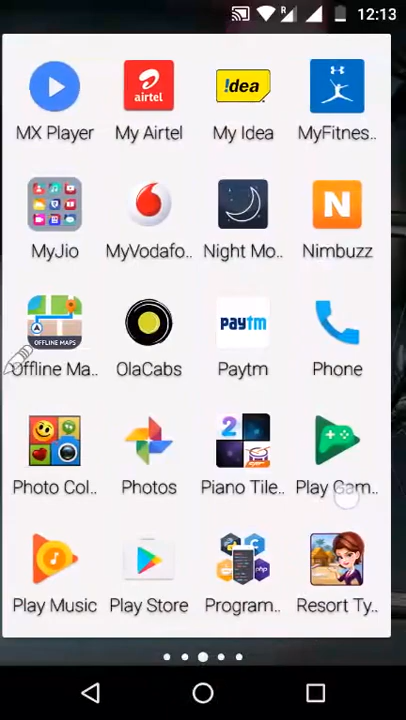 R 12:13
airtel !dea
MX Player My Airtel My Idea MyFitnes..
N
MyJio MyVodafo.. Night Mo.. Nimbuzz
OFFLINE MAPS paytm
Offline Ma.. OlaCabs Paytm Phone
2
Photo Col.. Photos Piano Tile.. Play Gam..
php
Play Music Play Store Program.. Resort Ty..